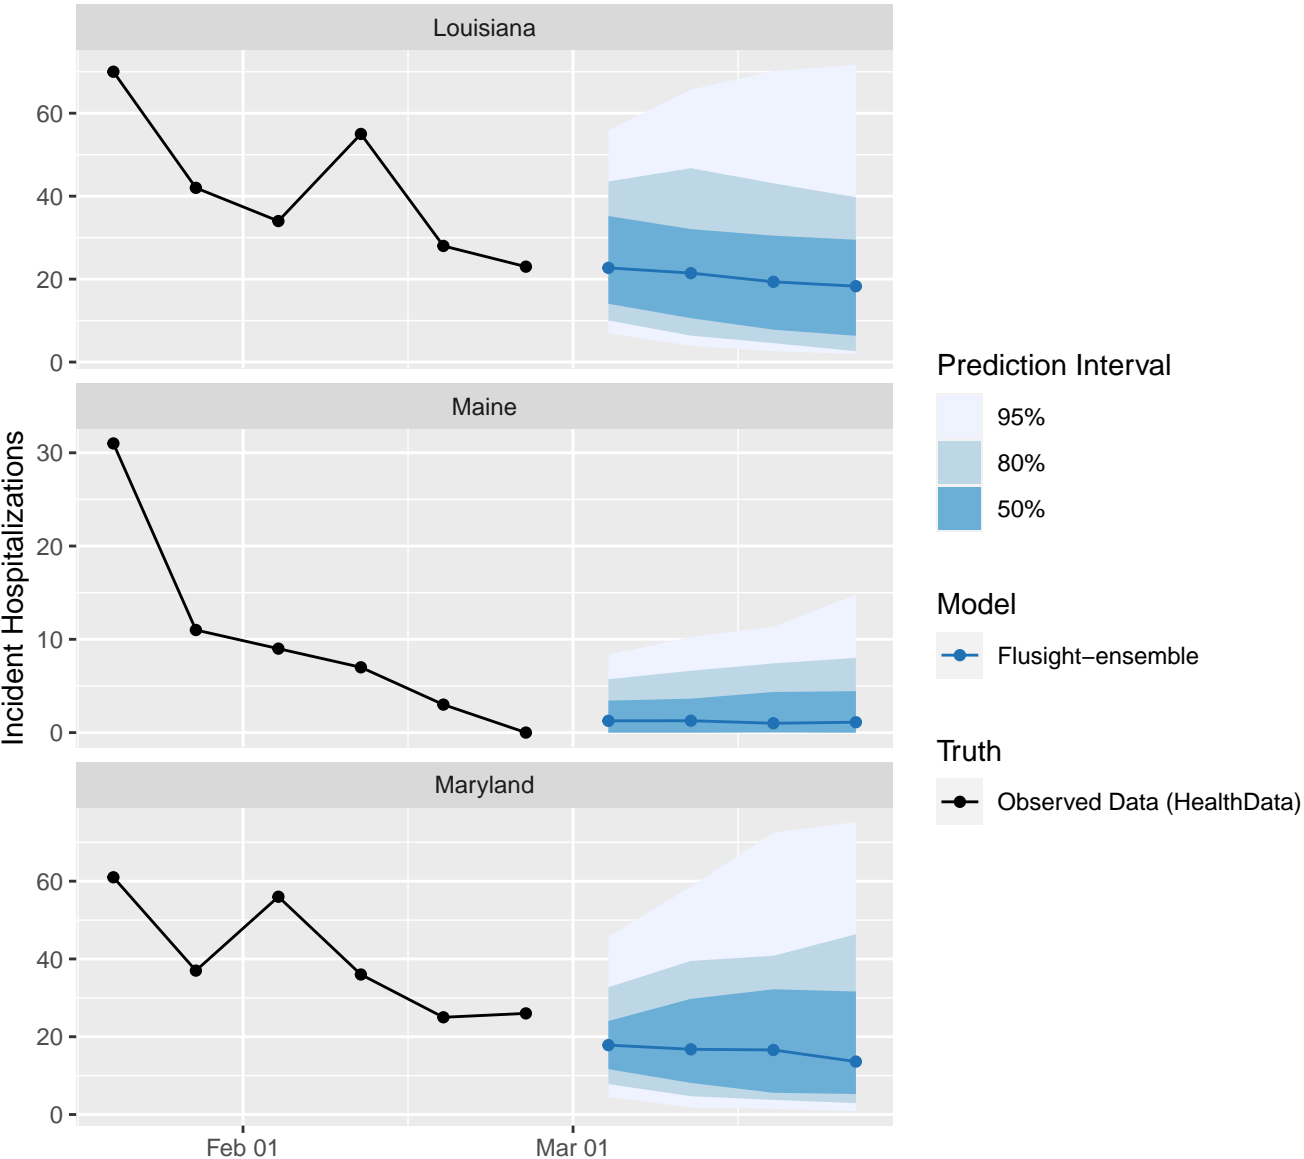 Louisiana
60
40
20
0
Maine
30
20
10
0
Maryland
60
40
20
0
Feb 01
Mar 01
Incident Hospitalizations
Prediction Interval
95%
80%
50%
Model
Flusight−ensemble
Truth
Observed Data (HealthData)